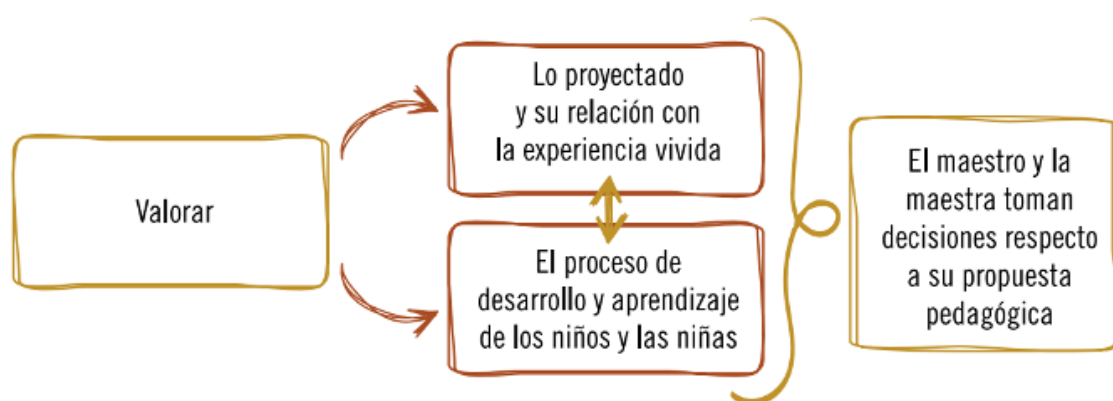 Valorar
Lo proyectado
y su relación con
la experiencia vivida
El proceso de
desarrollo y aprendizaje
de los niños y las niñas
El maestro y la
maestra toman
decisiones respecto
a su propuesta
pedagógica